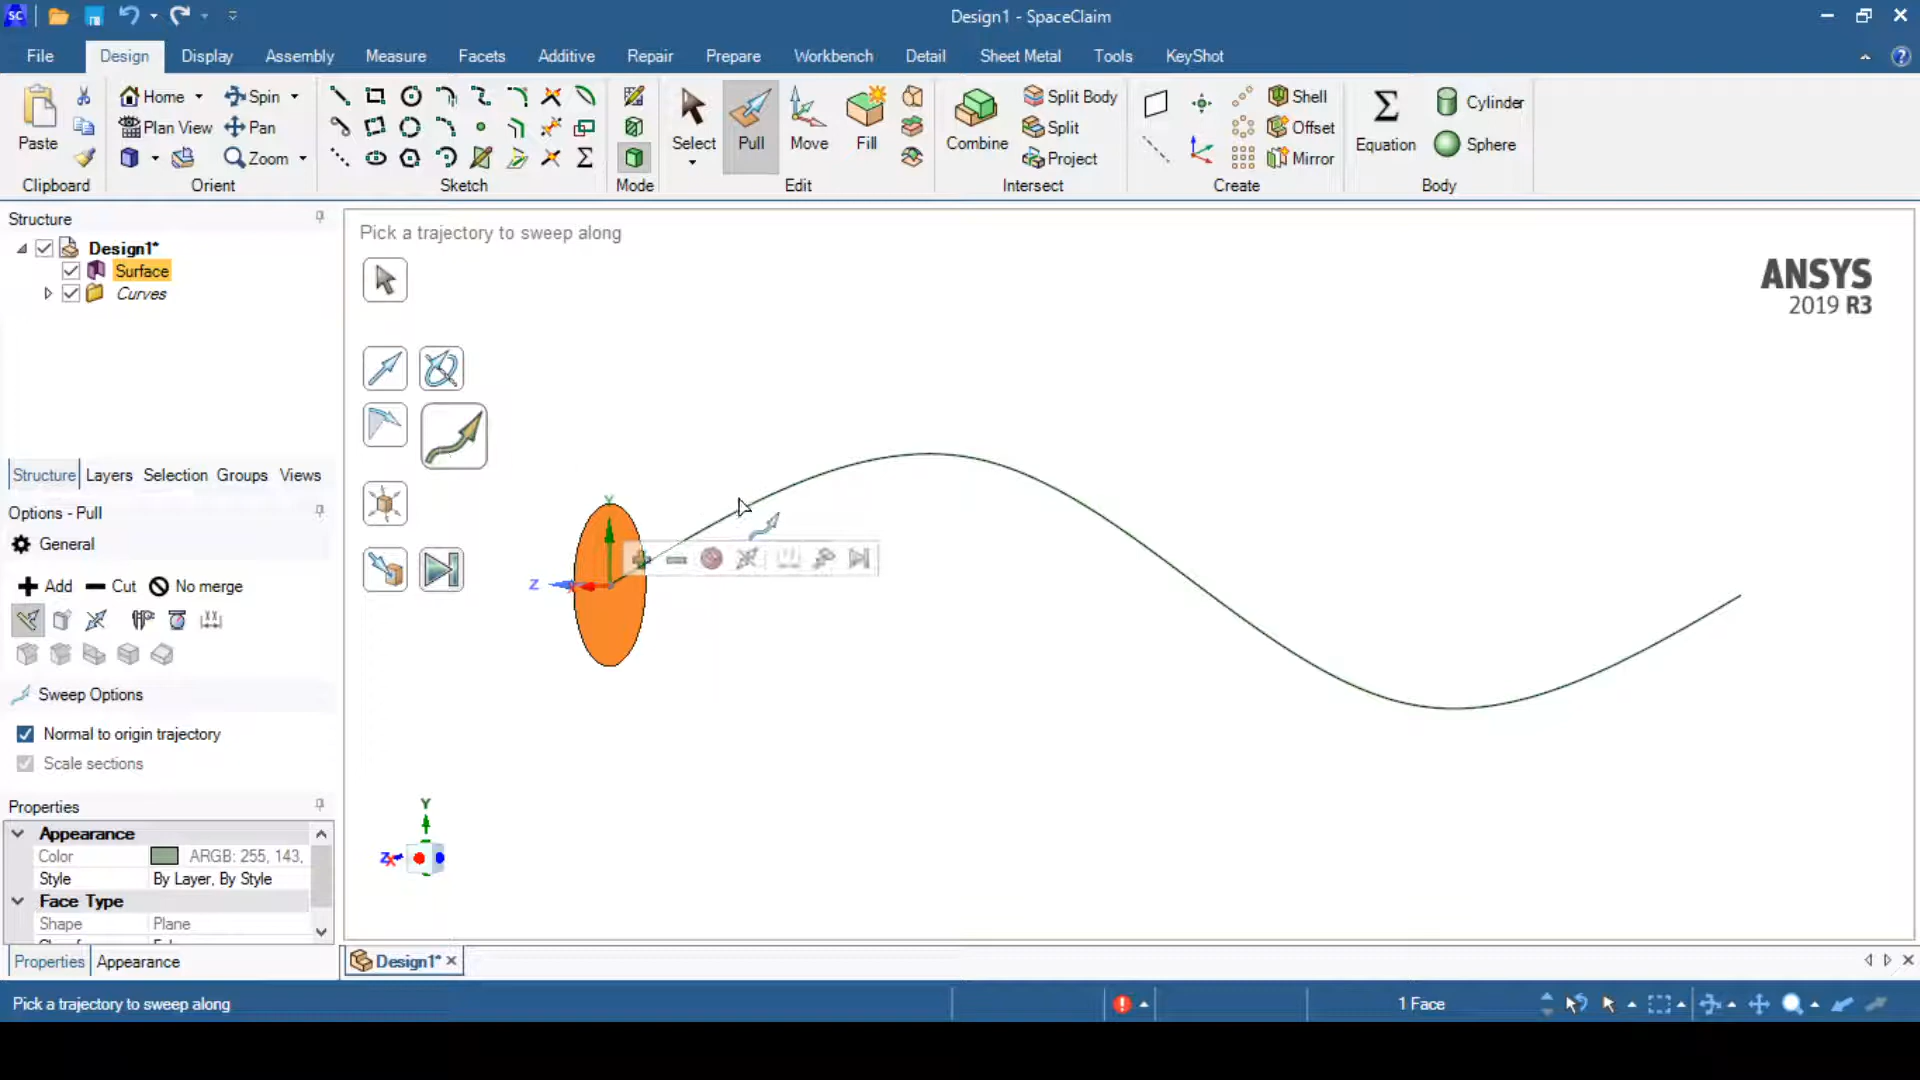 Design1 - SpaceClaim
SC
File Design Display Assembly Measure Facets Additive Repair Prepare Workbench Detail Sheet Metal Tools KeyShot
Paste
Clipboard
Home Spin
Plan View Pan
Zoom
Orient
Sketch
Mode
Select Pull Move Fill
Edit
Combine
Split Body
Split
Project
Intersect
Shell
Offset
Mirror
Create
Equation
Cylinder
Sphere
Body
Structure
Design1*
Surface
Curves
Structure Layers Selection Groups Views
Options - Pull
General
Add Cut No merge
Sweep Options
Normal to origin trajectory
Scale sections
Properties
Appearance
Color ARGB: 255, 143,
Style By Layer, By Style
Face Type
Shape Plane
Properties Appearance
Pick a trajectory to sweep along
ANSYS
2019 R3
Y
Z
Y
Z
X
Design1*
Pick a trajectory to sweep along
1 Face